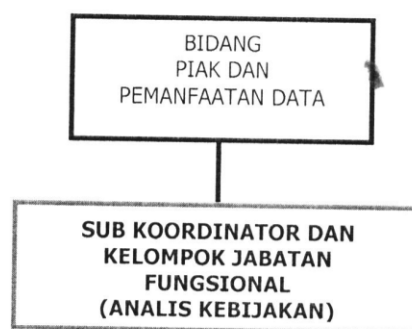 BIDANG
PIAK DAN
PEMANFAATAN DATA
SUB KOORDINATOR DAN
KELOMPOK JABATAN
FUNGSIONAL
(ANALIS KEBIJAKAN)